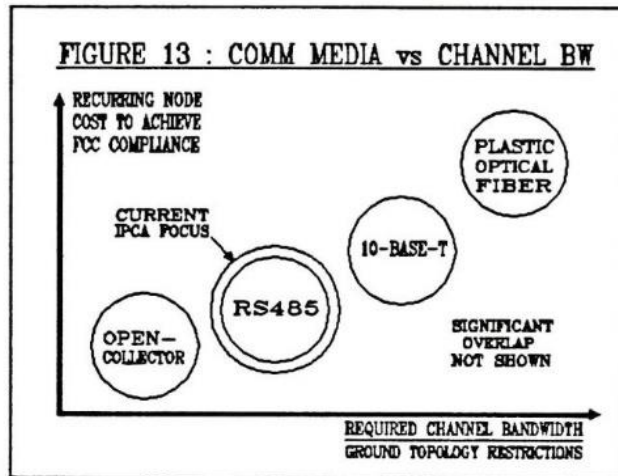 FIGURE 13 : COMM MEDIA vs CHANNEL BW
RECURRING NODE
COST TO ACHIEVE
FCC COMPLIANCE
PLASTIC
OPTICAL
FIBER
CURRENT
IPCA FOCUS
10-BASE-T
RS485
OPEN-
COLLECTOR
SIGNIFICANT
OVERLAP
NOT SHOWN
REQUIRED CHANNEL BANDWIDTH
GROUND TOPOLOGY RESTRICTIONS